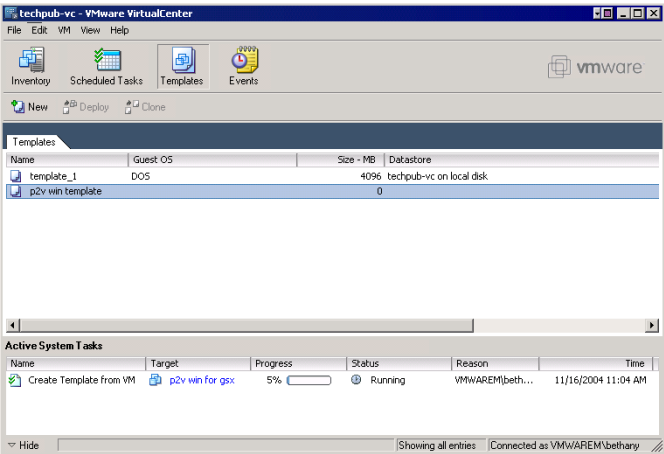 techpub-vc - VMware VirtualCenter
File Edit VM View Help
Inventory Scheduled Tasks Templates Events
vmware
New Deploy Clone
Templates
Name Guest OS Size - MB Datastore
template_1 DOS 4096 techpub-vc on local disk
p2v win template 0
Active System Tasks
Name Target Progress Status Reason Time
Create Template from VM p2v win for gsx 5% Running VMWAREM\beth... 11/16/2004 11:04 AM
Hide Showing all entries Connected as VMWAREM\bethany